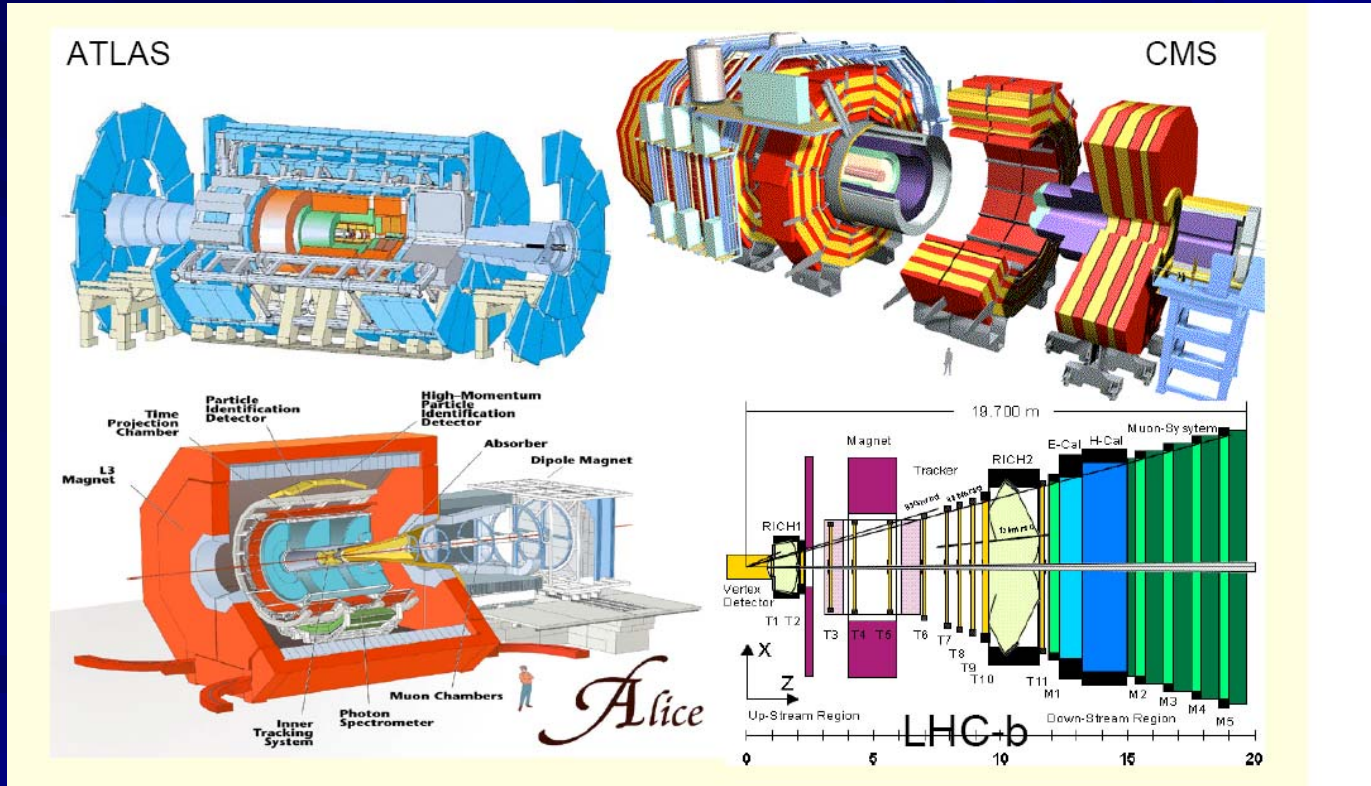 ATLAS
CMS
Time
Projection
Chamber
Particle
Identification
Detector
High-Momentum
Particle
Identification
Detector
Absorber
Dipole Magnet
L3
Magnet
Muon Chambers
Photon
Spectrometer
Inner
Tracking
System
Alice
19.700 m
Muon-Sysytem
E-Cal
H-Cal
Magnet
Tracker
RICH2
RICH1
Vertex
Detector
T1 T2
T3
T4
T5
T6
T7
T8
T9
T10
T11
M1
M2
M3
M4
M5
X
Z
Up-Stream Region
Down-Stream Region
LHC-b
0 5 10 15 20